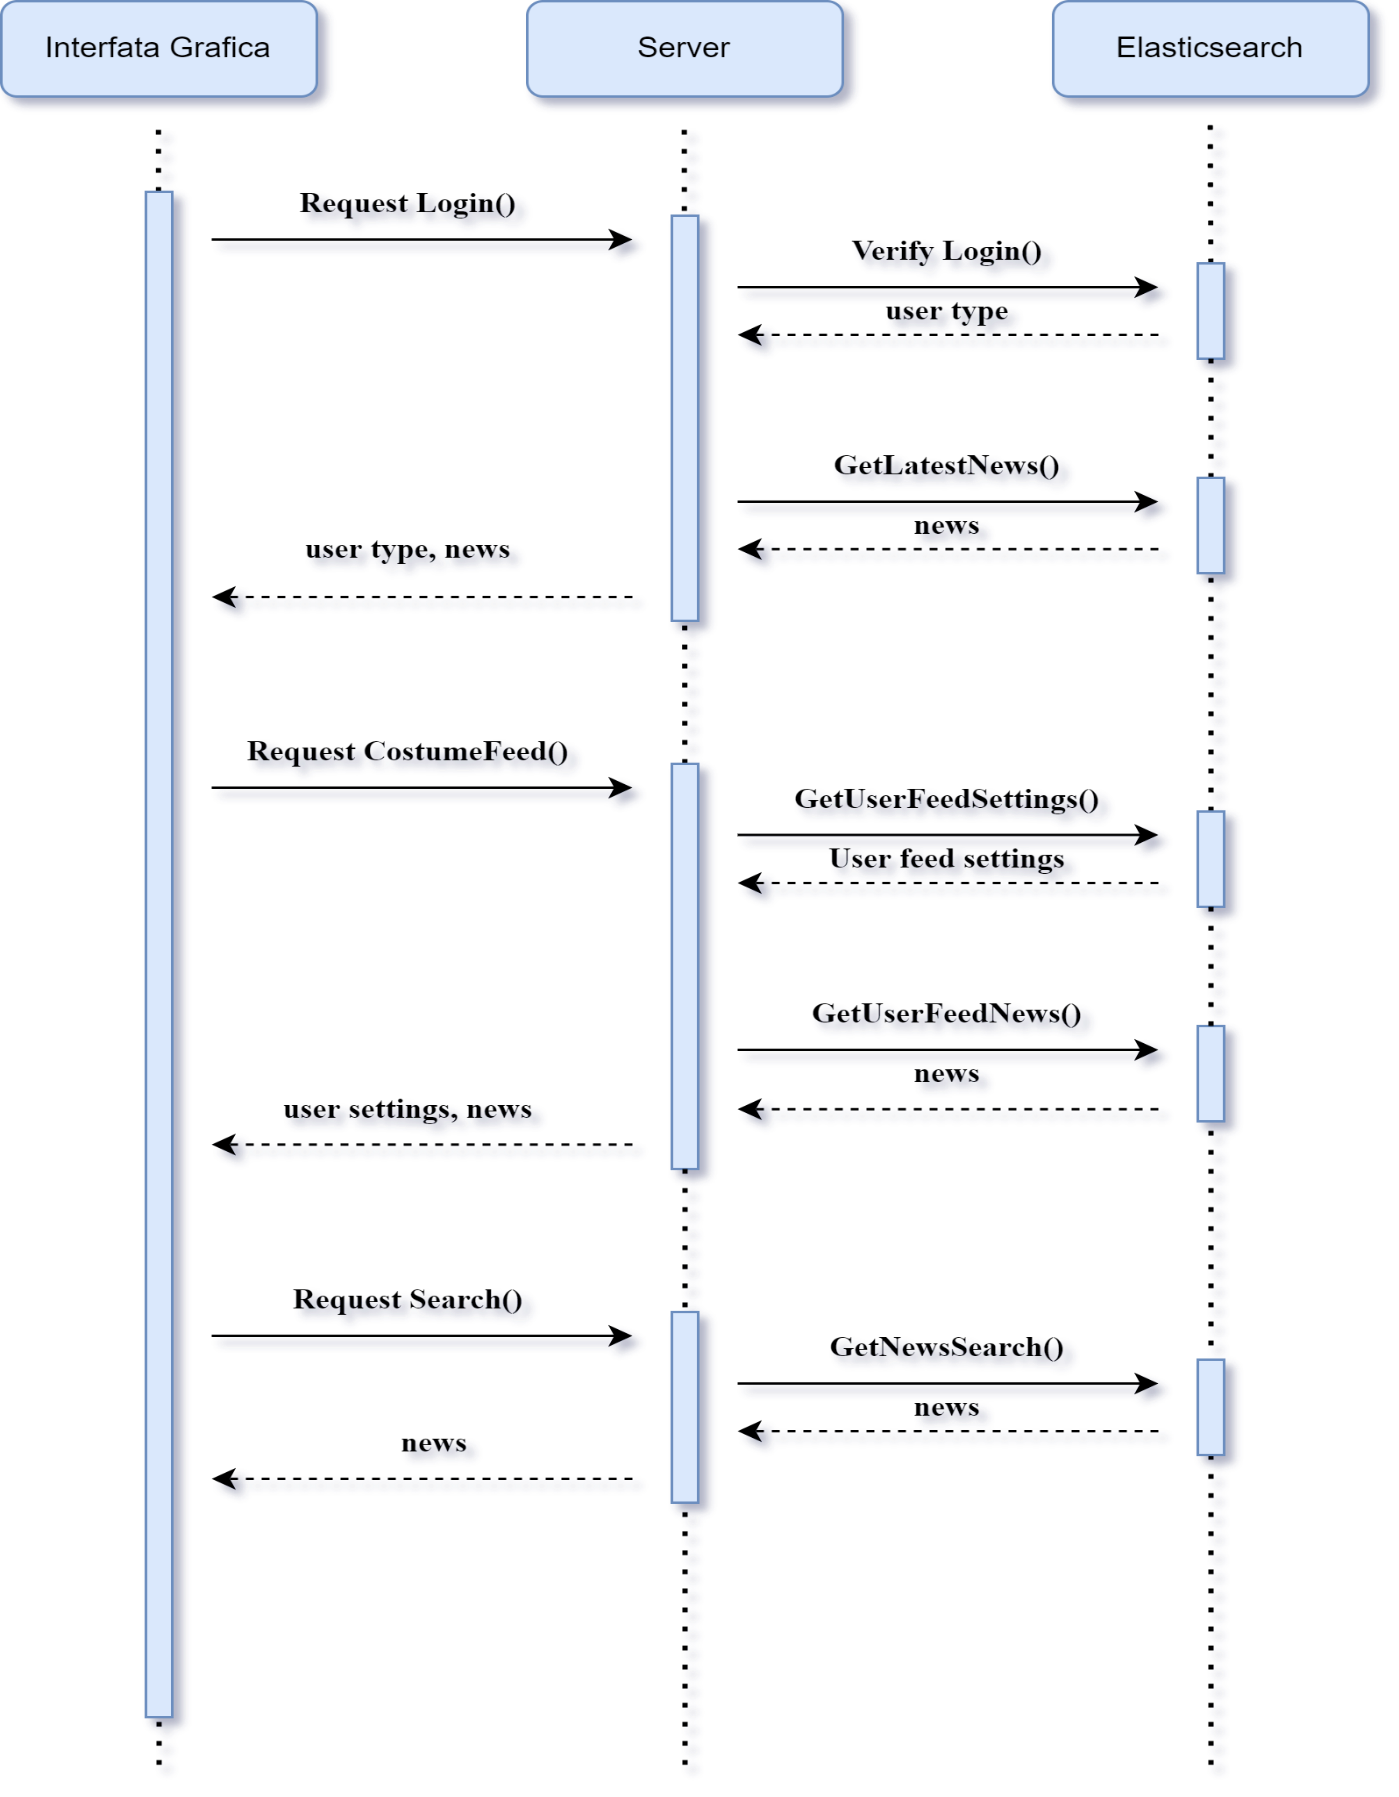 Interfata Grafica
Server
Elasticsearch
Request Login()
Verify Login()
user type
GetLatestNews()
news
user type, news
Request CostumeFeed()
GetUserFeedSettings()
User feed settings
GetUserFeedNews()
news
user settings, news
Request Search()
GetNewsSearch()
news
news